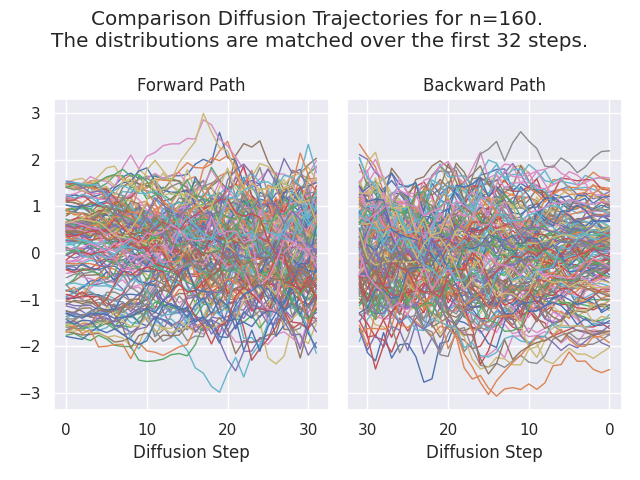 Comparison Diffusion Trajectories for n=160.
The distributions are matched over the first 32 steps.
Forward Path
Backward Path
3
2
1
0
−1
−2
−3
0 10 20 30
30 20 10 0
Diffusion Step
Diffusion Step